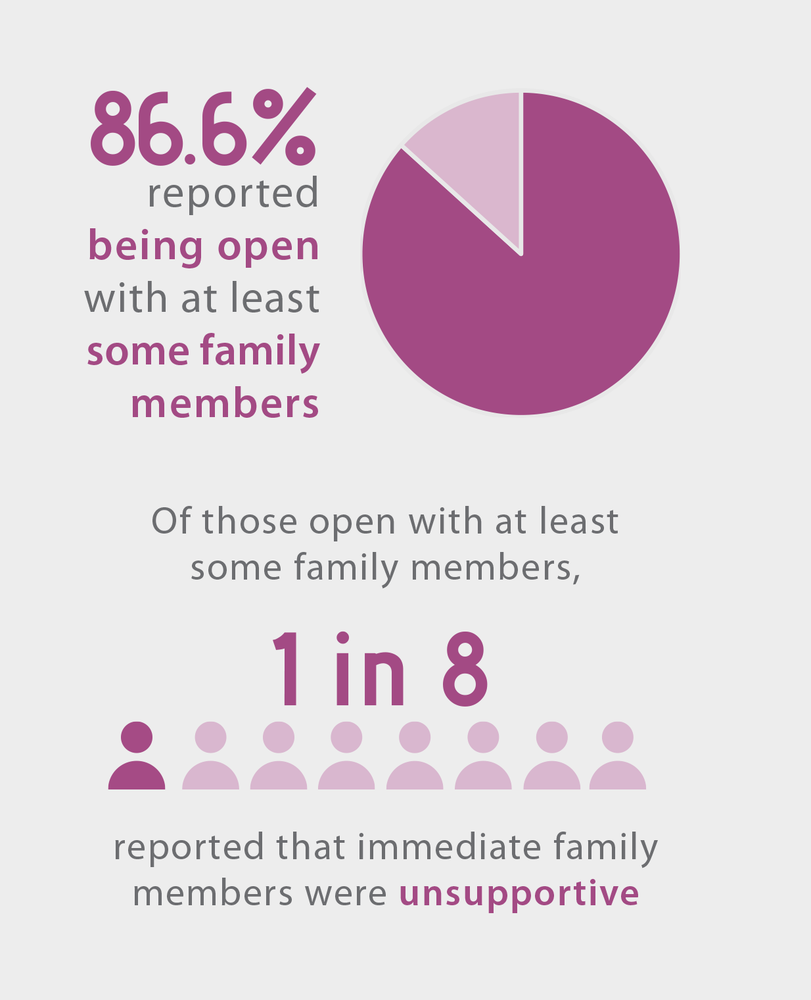 86.6%
reported
being open
with at least
some family
members
Of those open with at least
some family members,
1 in 8
reported that immediate family
members were unsupportive